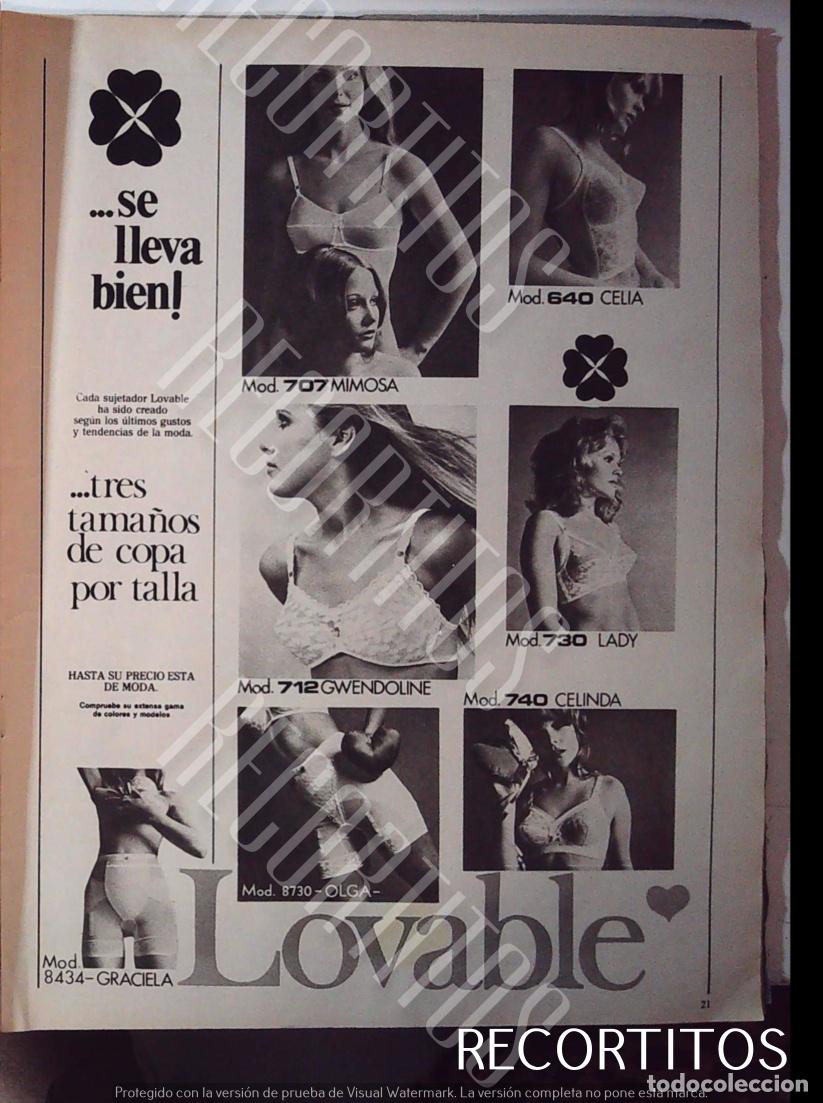 ...se
lleva
bien!
Cada sujetador Lovable
ha sido creado
según los últimos gustos
y tendencias de la moda.
...tres
tamaños
de copa
por talla
HASTA SU PRECIO ESTA
DE MODA.
Compruebe su extensa gama
de colores y modelos
Mod.
8434-GRACIELA
Mod. 707 MIMOSA
Mod. 640 CELIA
Mod. 712 GWENDOLINE
Mod. 730 LADY
Mod. 740 CELINDA
Mod. 8730-OLGA-
Lovable
21
RECORTITOS
RECORTITOS
RECORTITOS
RECORTITOS
RECORTITOS
todocoleccion
Protegido con la versión de prueba de Visual Watermark. La versión completa no pone esta marca.